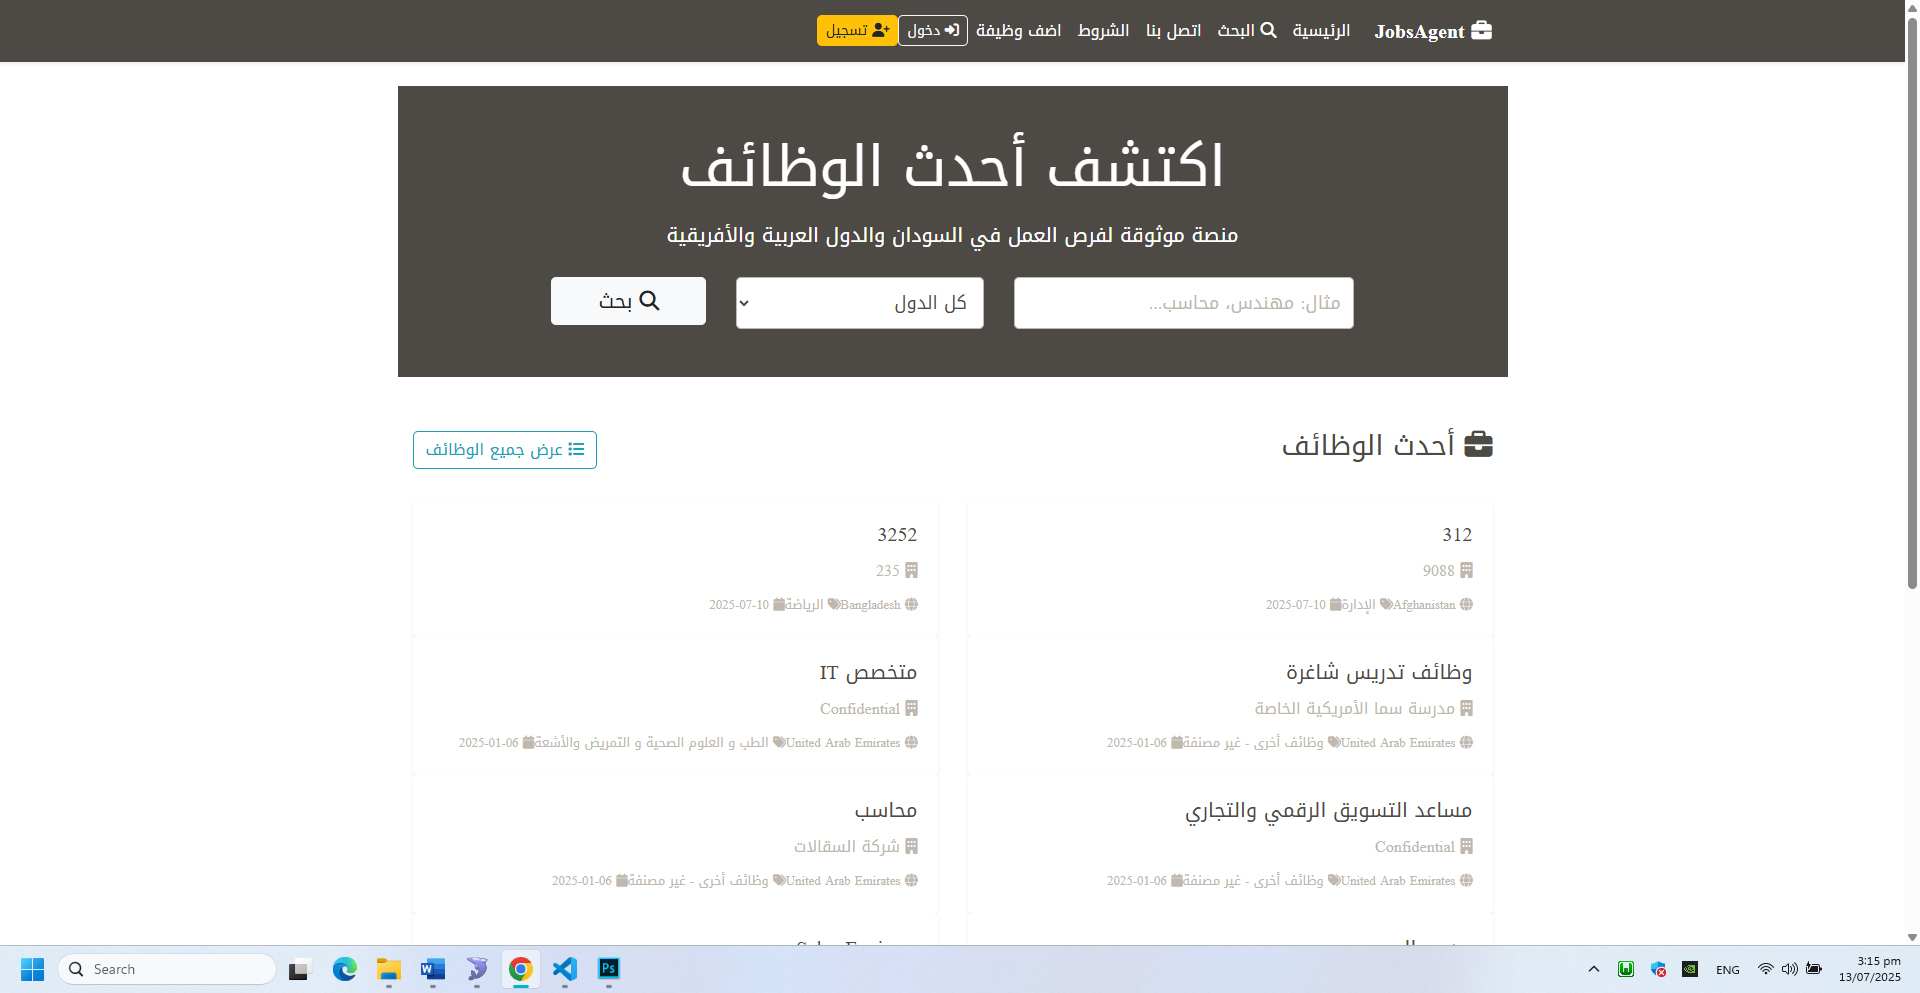 JobsAgent الرئيسية البحث اتصل بنا الشروط اضف وظيفة دخول تسجيل
اكتشف أحدث الوظائف
منصة موثوقة لفرص العمل في السودان والدول العربية والأفريقية
مثال: مهندس، محاسب... كل الدول بحث
أحدث الوظائف عرض جميع الوظائف
312
9088
Afghanistan الإدارة 2025-07-10
3252
235
Bangladesh الرياضة 2025-07-10
وظائف تدريس شاغرة
مدرسة سما الأمريكية الخاصة
United Arab Emirates وظائف أخرى - غير مصنفة 2025-01-06
متخصص IT
Confidential
United Arab Emirates الطب و العلوم الصحية و التمريض والأشعة 2025-01-06
مساعد التسويق الرقمي والتجاري
Confidential
United Arab Emirates وظائف أخرى - غير مصنفة 2025-01-06
محاسب
شركة السقالات
United Arab Emirates وظائف أخرى - غير مصنفة 2025-01-06
Search
W
Ps
ENG
3:15 pm
13/07/2025